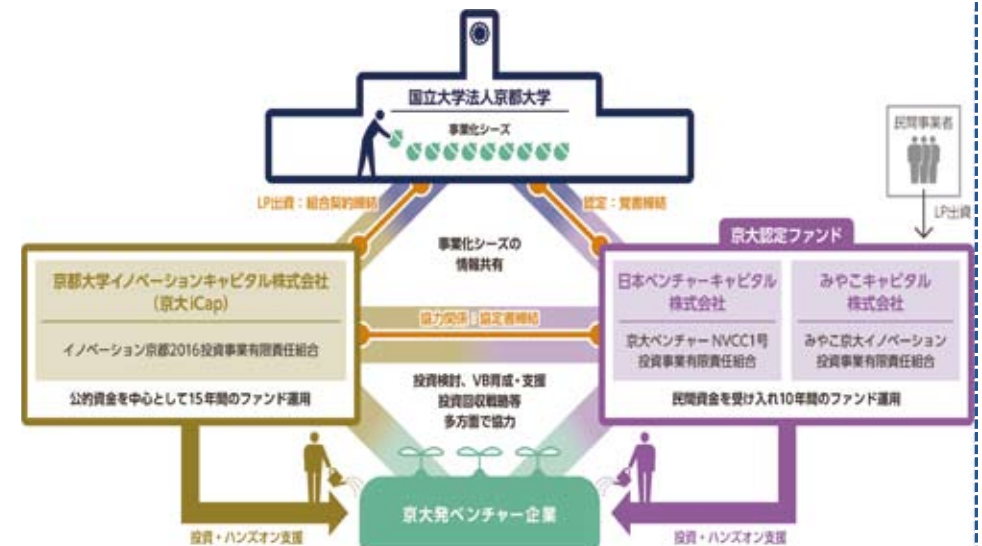 国立大学法人京都大学
事業化シーズ
民間事業者
LP出資
LP出資：組合契約締結
認定：覚書締結
事業化シーズの
情報共有
京大認定ファンド
京都大学イノベーションキャピタル株式会社
(京大iCap)
イノベーション京都2016投資事業有限責任組合
公的資金を中心として15年間のファンド運用
協力関係：協定書締結
日本ベンチャーキャピタル
株式会社
京大ベンチャーNVCC1号
投資事業有限責任組合
みやこキャピタル
株式会社
みやこ京大イノベーション
投資事業有限責任組合
民間資金を受け入れ10年間のファンド運用
投資検討、VB育成・支援
投資回収戦略等
多方面で協力
京大発ベンチャー企業
投資・ハンズオン支援
投資・ハンズオン支援